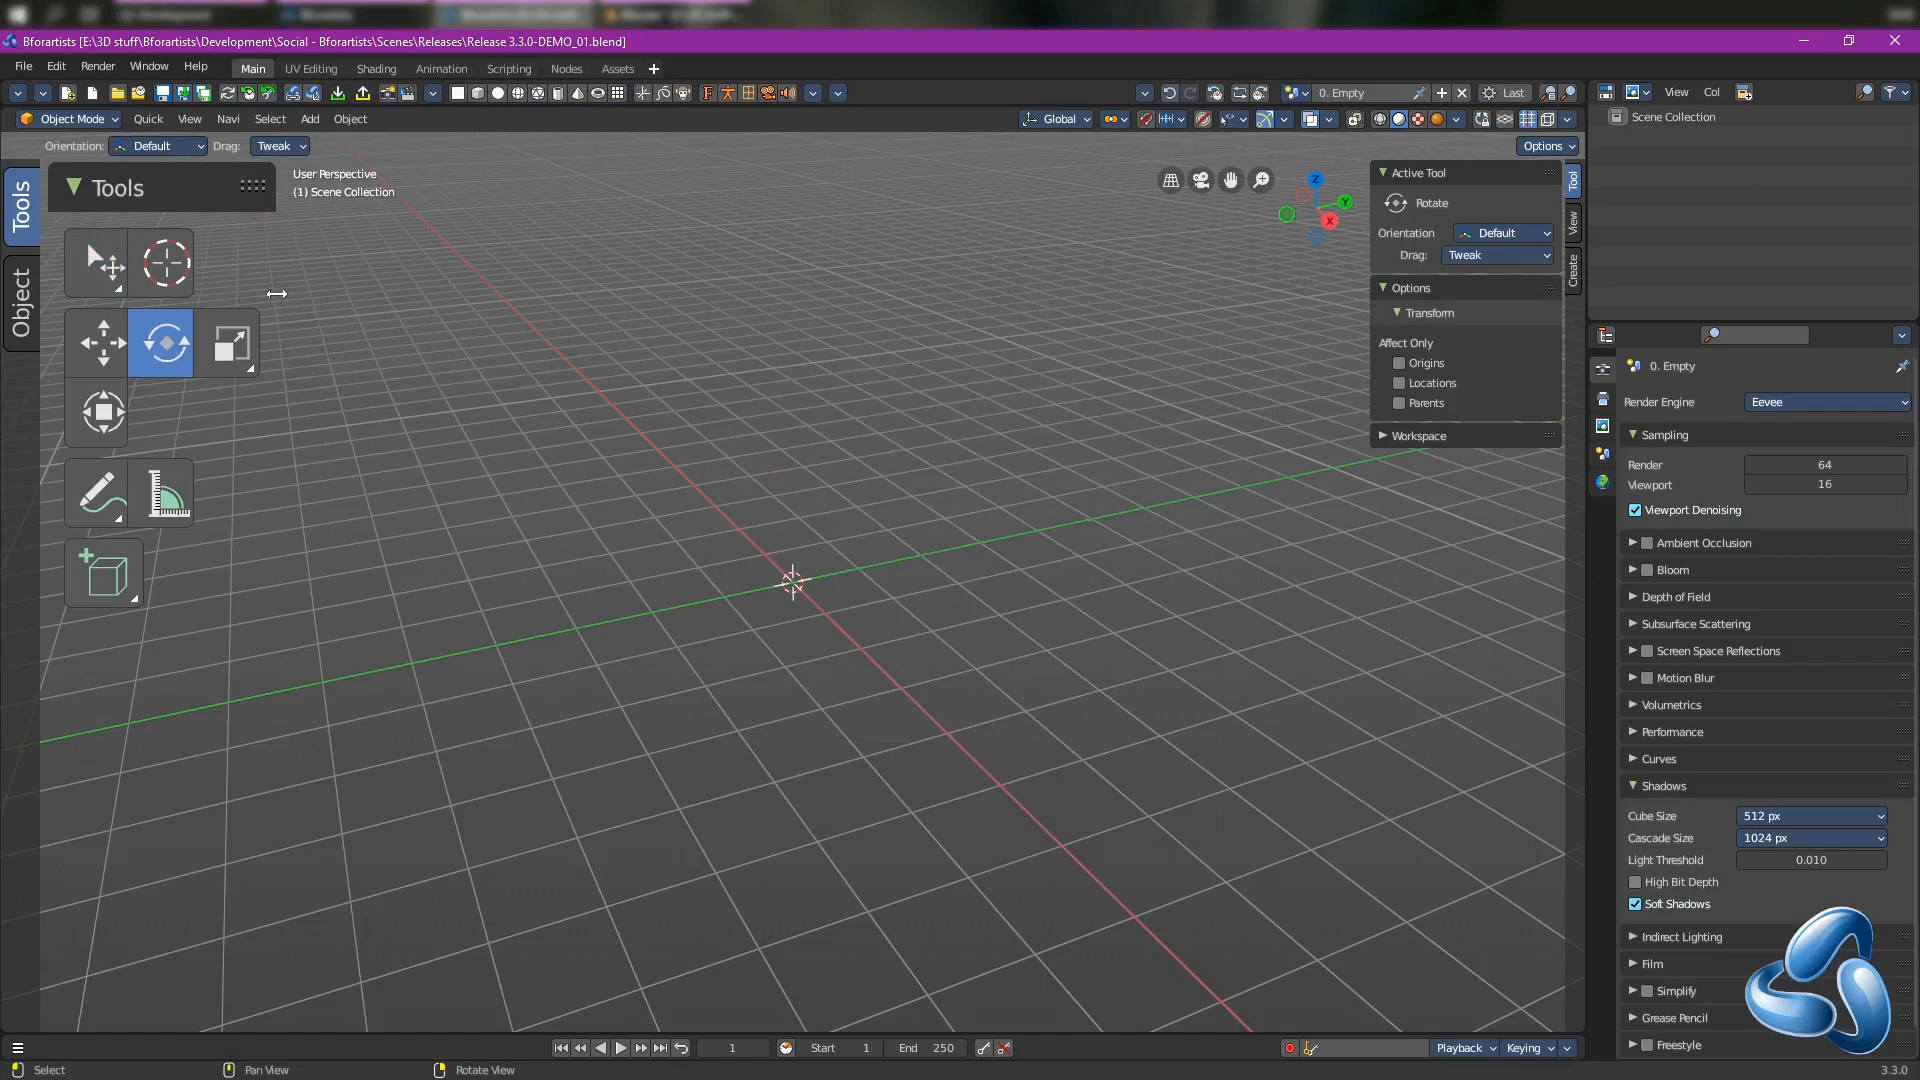 Bforartists [E:\3D stuff\Bforartists\Development\Social - Bforartists\Scenes\Releases\Release 3.3.0-DEMO_01.blend]
File Edit Render Window Help Main UV Editing Shading Animation Scripting Nodes Assets +
0. Empty Last
View Col
Object Mode Quick View Navi Select Add Object Global
Scene Collection
Orientation: Default Drag: Tweak Options
Tools
Tools
Object
User Perspective
(1) Scene Collection
Z
Y
X
Active Tool
Rotate
Orientation Default
Drag: Tweak
Options
Transform
Affect Only
Origins
Locations
Parents
Workspace
Tool
View
Create
0. Empty
Render Engine Eevee
Sampling
Render 64
Viewport 16
Viewport Denoising
Ambient Occlusion
Bloom
Depth of Field
Subsurface Scattering
Screen Space Reflections
Motion Blur
Volumetrics
Performance
Curves
Shadows
Cube Size 512 px
Cascade Size 1024 px
Light Threshold 0.010
High Bit Depth
Soft Shadows
Indirect Lighting
Film
Simplify
Grease Pencil
Freestyle
1 Start 1 End 250 Playback Keying
Select Pan View Rotate View 3.3.0